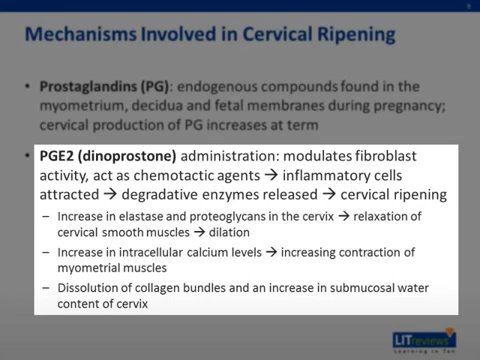 Mechanisms Involved in Cervical Ripening
• Prostaglandins (PG): endogenous compounds found in the
myometrium, decidua and fetal membranes during pregnancy;
cervical production of PG increases at term
• PGE2 (dinoprostone) administration: modulates fibroblast
activity, act as chemotactic agents → inflammatory cells
attracted → degradative enzymes released → cervical ripening
– Increase in elastase and proteoglycans in the cervix → relaxation of
cervical smooth muscles → dilation
– Increase in intracellular calcium levels → increasing contraction of
myometrial muscles
– Dissolution of collagen bundles and an increase in submucosal water
content of cervix
LITreviews
Learning in Ten